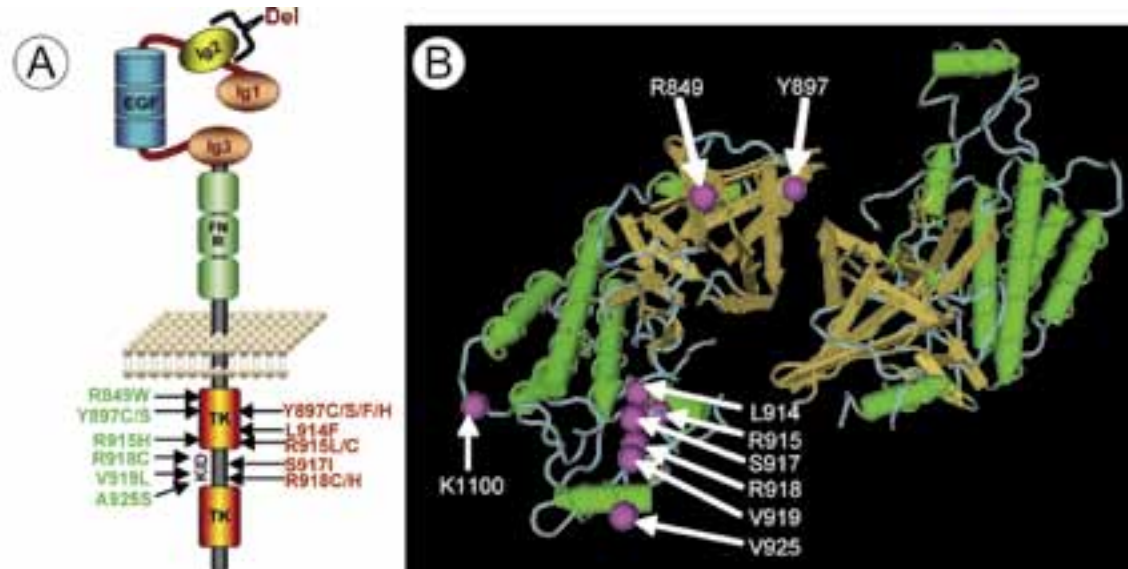 A
Del
Ig2
Ig1
EGF
Ig3
FN
III
R849W
Y897C/S
R915H
R918C
V919L
A925S
TK
KID
TK
Y897C/S/F/H
L914F
R915L/C
S917I
R918C/H
B
R849
Y897
K1100
L914
R915
S917
R918
V919
V925